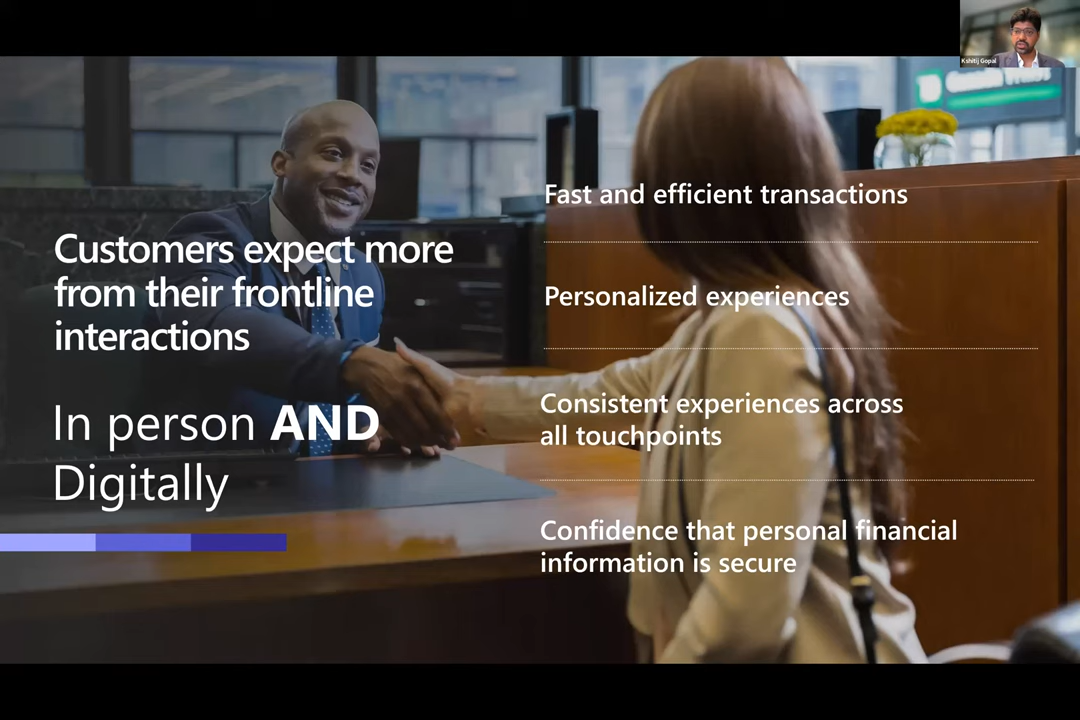 Kshitij Gopal
Customers expect more
from their frontline
interactions
In person AND
Digitally
Fast and efficient transactions
Personalized experiences
Consistent experiences across
all touchpoints
Confidence that personal financial
information is secure